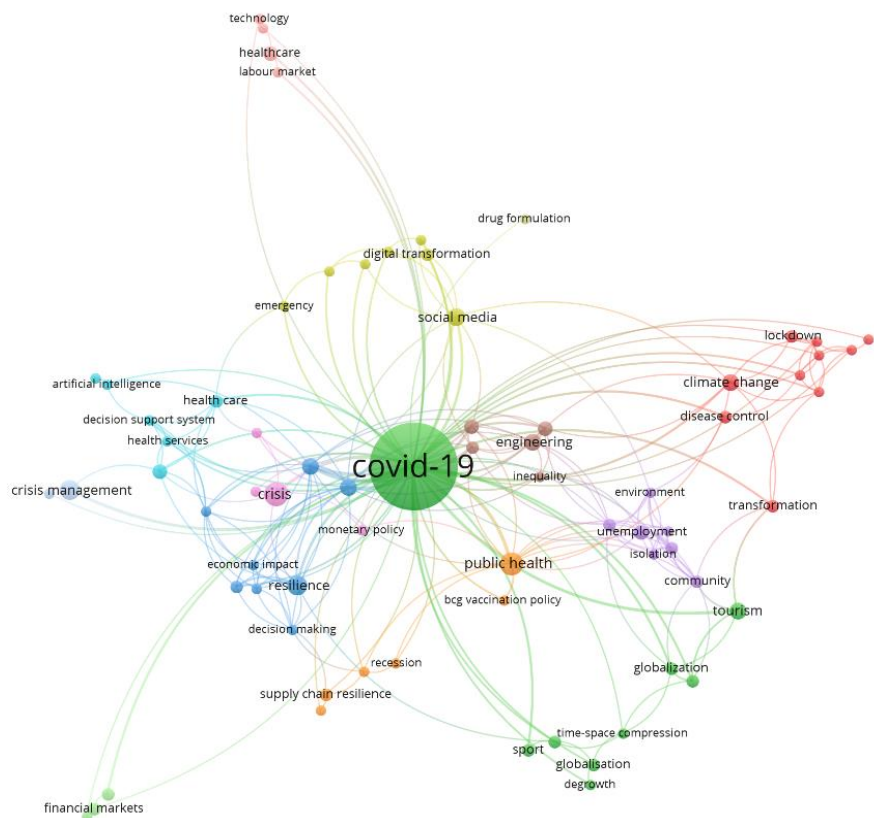 technology
healthcare
labour market
drug formulation
digital transformation
emergency
social media
lockdown
artificial intelligence
health care
climate change
decision support system
disease control
health services
engineering
covid-19
inequality
crisis management
crisis
environment
transformation
monetary policy
unemployment
isolation
economic impact
public health
resilience
community
bcg vaccination policy
tourism
decision making
recession
globalization
supply chain resilience
time-space compression
sport
globalisation
degrowth
financial markets